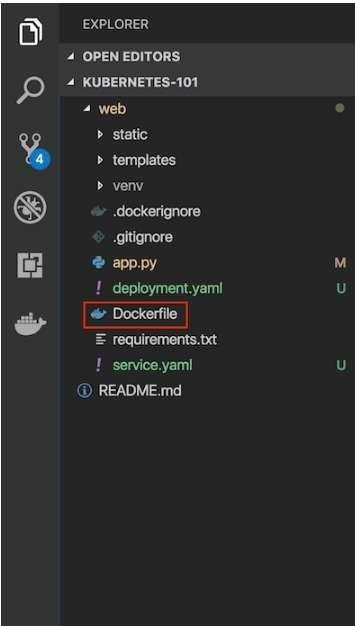 EXPLORER
OPEN EDITORS
KUBERNETES-101
web
static
templates
venv
.dockerignore
.gitignore
app.py M
deployment.yaml U
Dockerfile
requirements.txt
service.yaml U
README.md
4